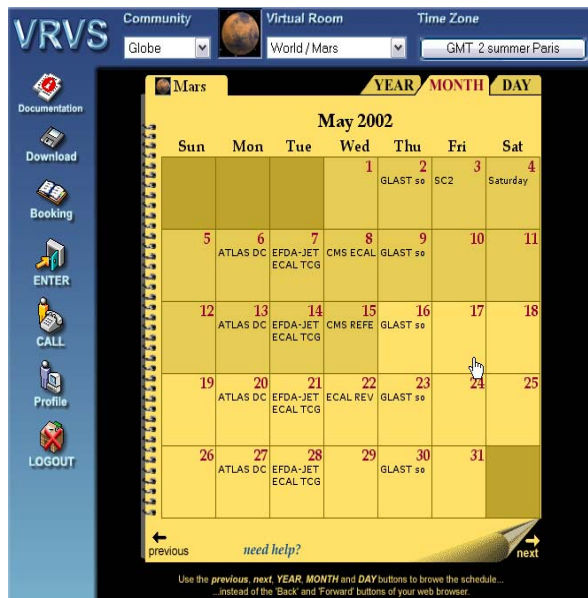 VRVS
Community Virtual Room Time Zone
Globe World / Mars GMT 2 summer Paris
Documentation
Download
Booking
ENTER
CALL
Profile
LOGOUT
Mars YEAR MONTH DAY
May 2002
Sun Mon Tue Wed Thu Fri Sat
1 2 3 4
GLAST so SC2 Saturday
5 6 7 8 9 10 11
ATLAS DC EFDA-JET CMS ECAL GLAST so
ECAL TCG
12 13 14 15 16 17 18
ATLAS DC EFDA-JET CMS REFE GLAST so
ECAL TCG
19 20 21 22 23 24 25
ATLAS DC EFDA-JET ECAL REV GLAST so
ECAL TCG
26 27 28 29 30 31
ATLAS DC EFDA-JET GLAST so
ECAL TCG
previous need help? next
Use the previous, next, YEAR, MONTH and DAY buttons to browe the schedule...
...instead of the 'Back' and 'Forward' buttons of your web browser.